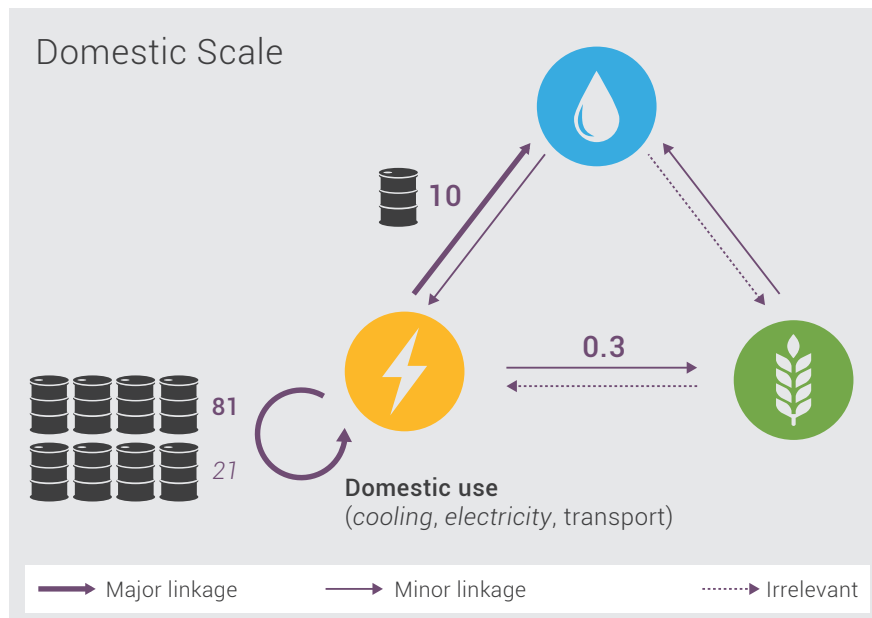 Domestic Scale
10
0.3
81
21
Domestic use
(cooling, electricity, transport)
Major linkage
Minor linkage
Irrelevant